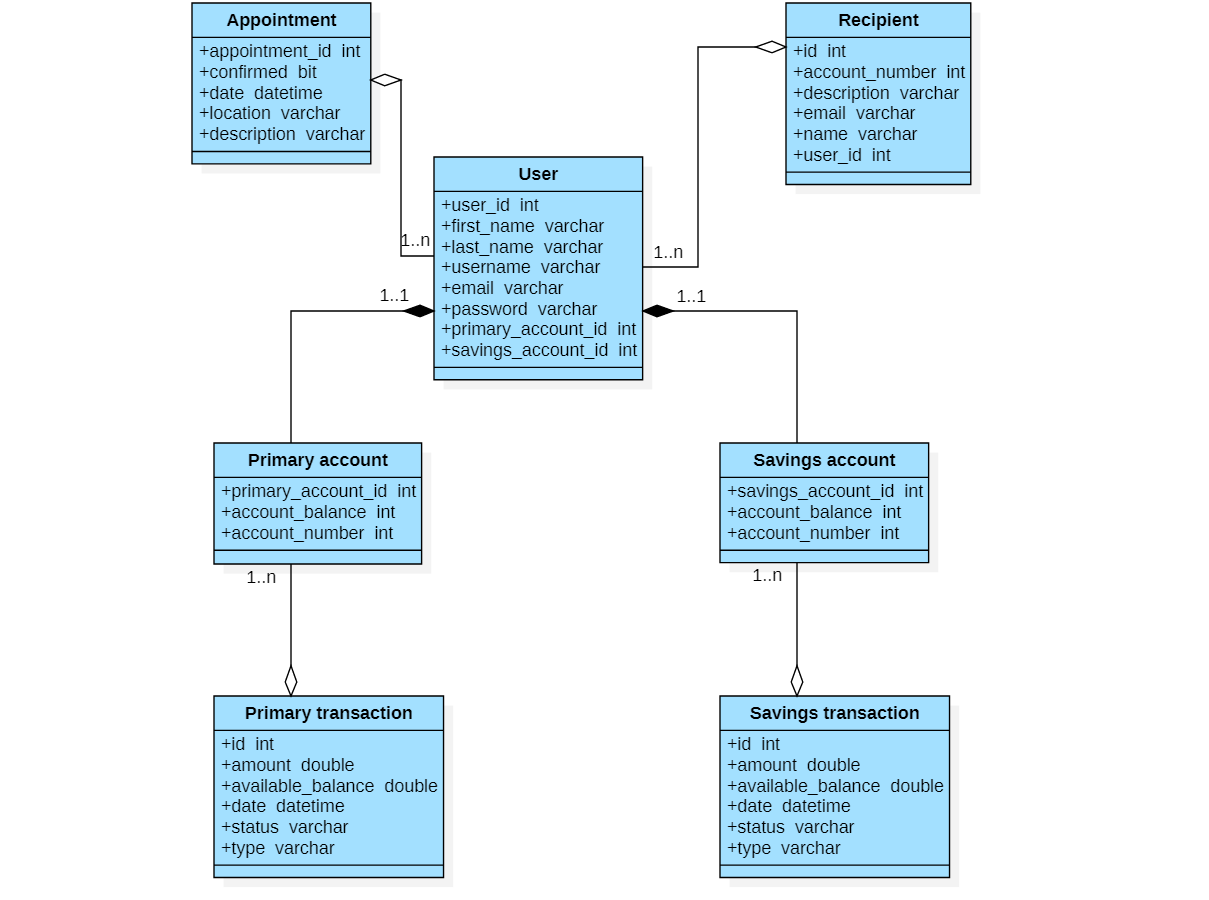 Appointment
+appointment_id int
+confirmed bit
+date datetime
+location varchar
+description varchar
Recipient
+id int
+account_number int
+description varchar
+email varchar
+name varchar
+user_id int
User
+user_id int
+first_name varchar
+last_name varchar
+username varchar
+email varchar
+password varchar
+primary_account_id int
+savings_account_id int
1..n
1..n
1..1
1..1
Primary account
+primary_account_id int
+account_balance int
+account_number int
Savings account
+savings_account_id int
+account_balance int
+account_number int
1..n
1..n
Primary transaction
+id int
+amount double
+available_balance double
+date datetime
+status varchar
+type varchar
Savings transaction
+id int
+amount double
+available_balance double
+date datetime
+status varchar
+type varchar